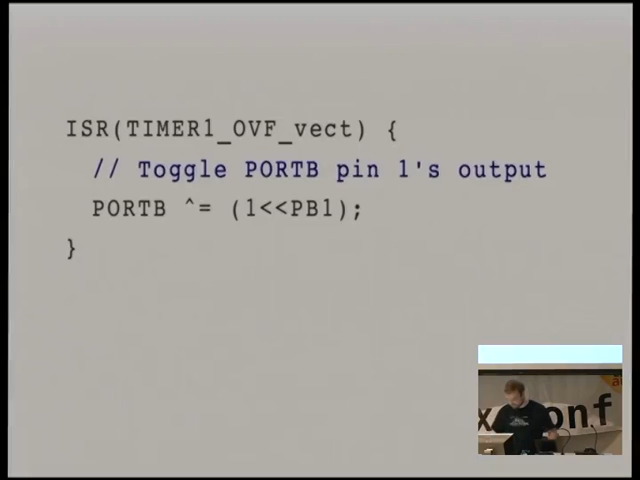 ISR(TIMER1_OVF_vect) {
// Toggle PORTB pin 1's output
PORTB ^= (1<<PB1);
}